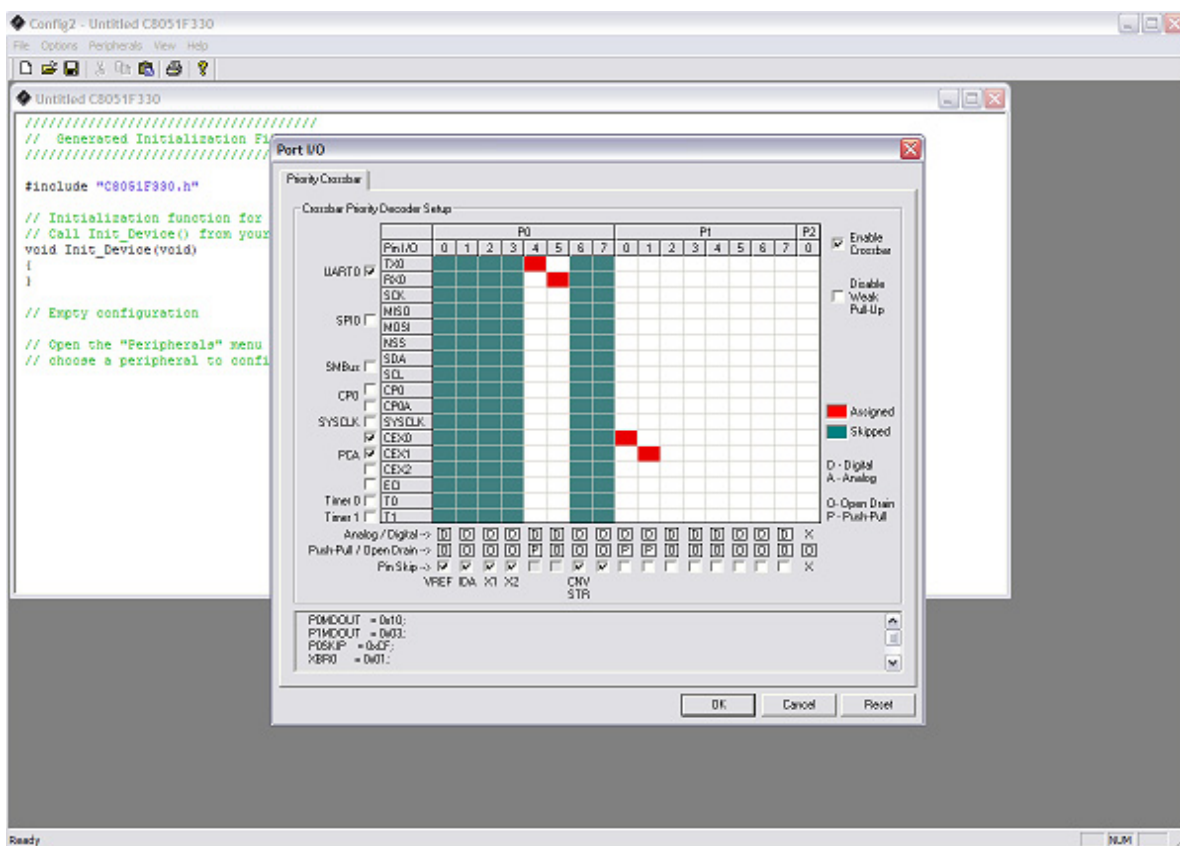 Config2 - Untitled C8051F330
File Options Peripherals View Help
Untitled C8051F330
/////////////////////////////////////
// Generated Initialization Fi
#include "C8051F330.h"
// Initialization function for
// Call Init_Device() from your
void Init_Device(void)
{
}
// Empty configuration
// Open the "Peripherals" menu
// choose a peripheral to confi
Port I/O
Priority Crossbar
Crossbar Priority Decoder Setup
P0 P1 P2
Pin I/O 0 1 2 3 4 5 6 7 0 1 2 3 4 5 6 7 0
Enable Crossbar
UART0 TX0
RX0
Disable Weak Pull-Up
SCK
SPI0 MISO
MOSI
NSS
SMBus SDA
SCL
CP0 CP0
CP0A
SYSCLK SYSCLK
CEX0
PCA CEX1
CEX2
ECI
Timer 0 T0
Timer 1 T1
Assigned
Skipped
D - Digital
A - Analog
O - Open Drain
P - Push-Pull
Analog / Digital -> D D D D D D D D D D D D D D D D X
Push-Pull / Open Drain -> O O O O P O O O P P O O O O O O O
Pin Skip -> X
VREF IDA X1 X2 CNV STR
P0MDOUT = 0x10;
P1MDOUT = 0x03;
P0SKIP = 0xCF;
XBR0 = 0x01;
OK Cancel Reset
Ready NUM